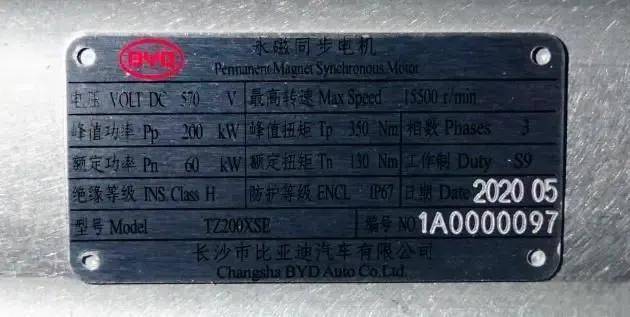 BYD
永磁同步电机
Permanent Magnet Synchronous Motor
电压 VOLT DC 570 V 最高转速 Max Speed 15500 r/min
峰值功率 Pp 200 kW 峰值扭矩 Tp 350 Nm 相数 Phases 3
额定功率 Pn 60 kW 额定扭矩 Tn 130 Nm 工作制 Duty S9
绝缘等级 INS. Class H 防护等级 ENCL IP67 日期 Date 2020 05
型号 Model TZ200XSE 编号 NO 1A0000097
长沙市比亚迪汽车有限公司
Changsha BYD Auto Co.Ltd.